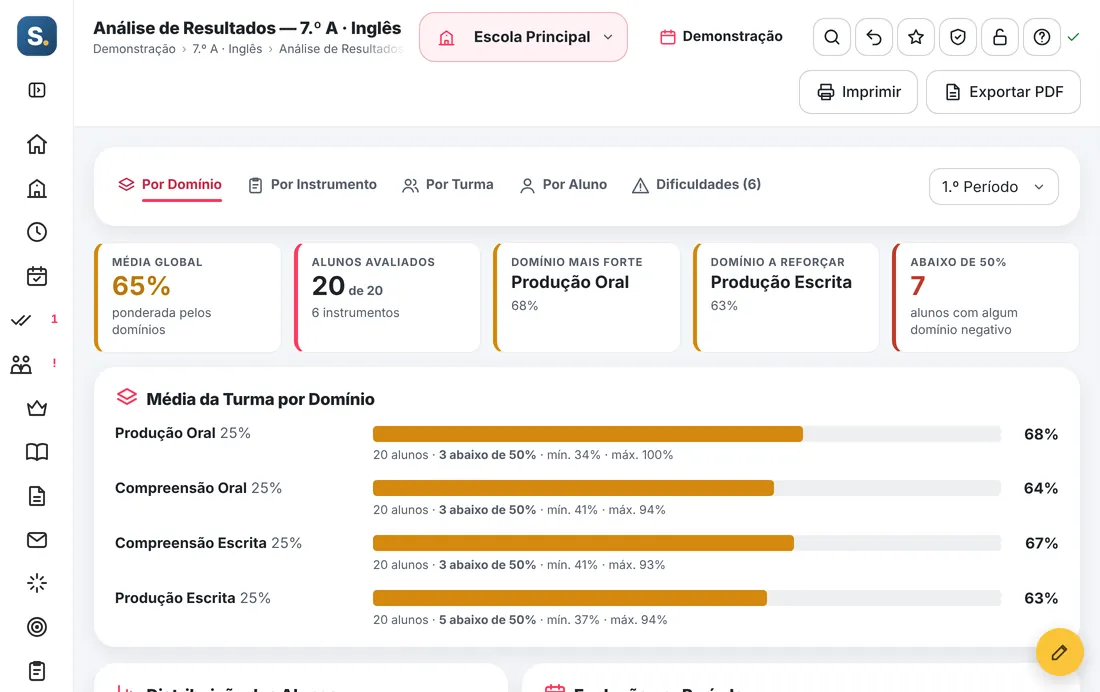 S.
Análise de Resultados — 7.º A · Inglês
Demonstração › 7.º A · Inglês › Análise de Resultados
Escola Principal
Demonstração
Imprimir
Exportar PDF
Por Domínio
Por Instrumento
Por Turma
Por Aluno
Dificuldades (6)
1.º Período
MÉDIA GLOBAL
65%
ponderada pelos
domínios
ALUNOS AVALIADOS
20 de 20
6 instrumentos
DOMÍNIO MAIS FORTE
Produção Oral
68%
DOMÍNIO A REFORÇAR
Produção Escrita
63%
ABAIXO DE 50%
7
alunos com algum
domínio negativo
1
!
Média da Turma por Domínio
Produção Oral 25%
68%
20 alunos · 3 abaixo de 50% · mín. 34% · máx. 100%
Compreensão Oral 25%
64%
20 alunos · 3 abaixo de 50% · mín. 41% · máx. 94%
Compreensão Escrita 25%
67%
20 alunos · 3 abaixo de 50% · mín. 41% · máx. 93%
Produção Escrita 25%
63%
20 alunos · 5 abaixo de 50% · mín. 37% · máx. 94%